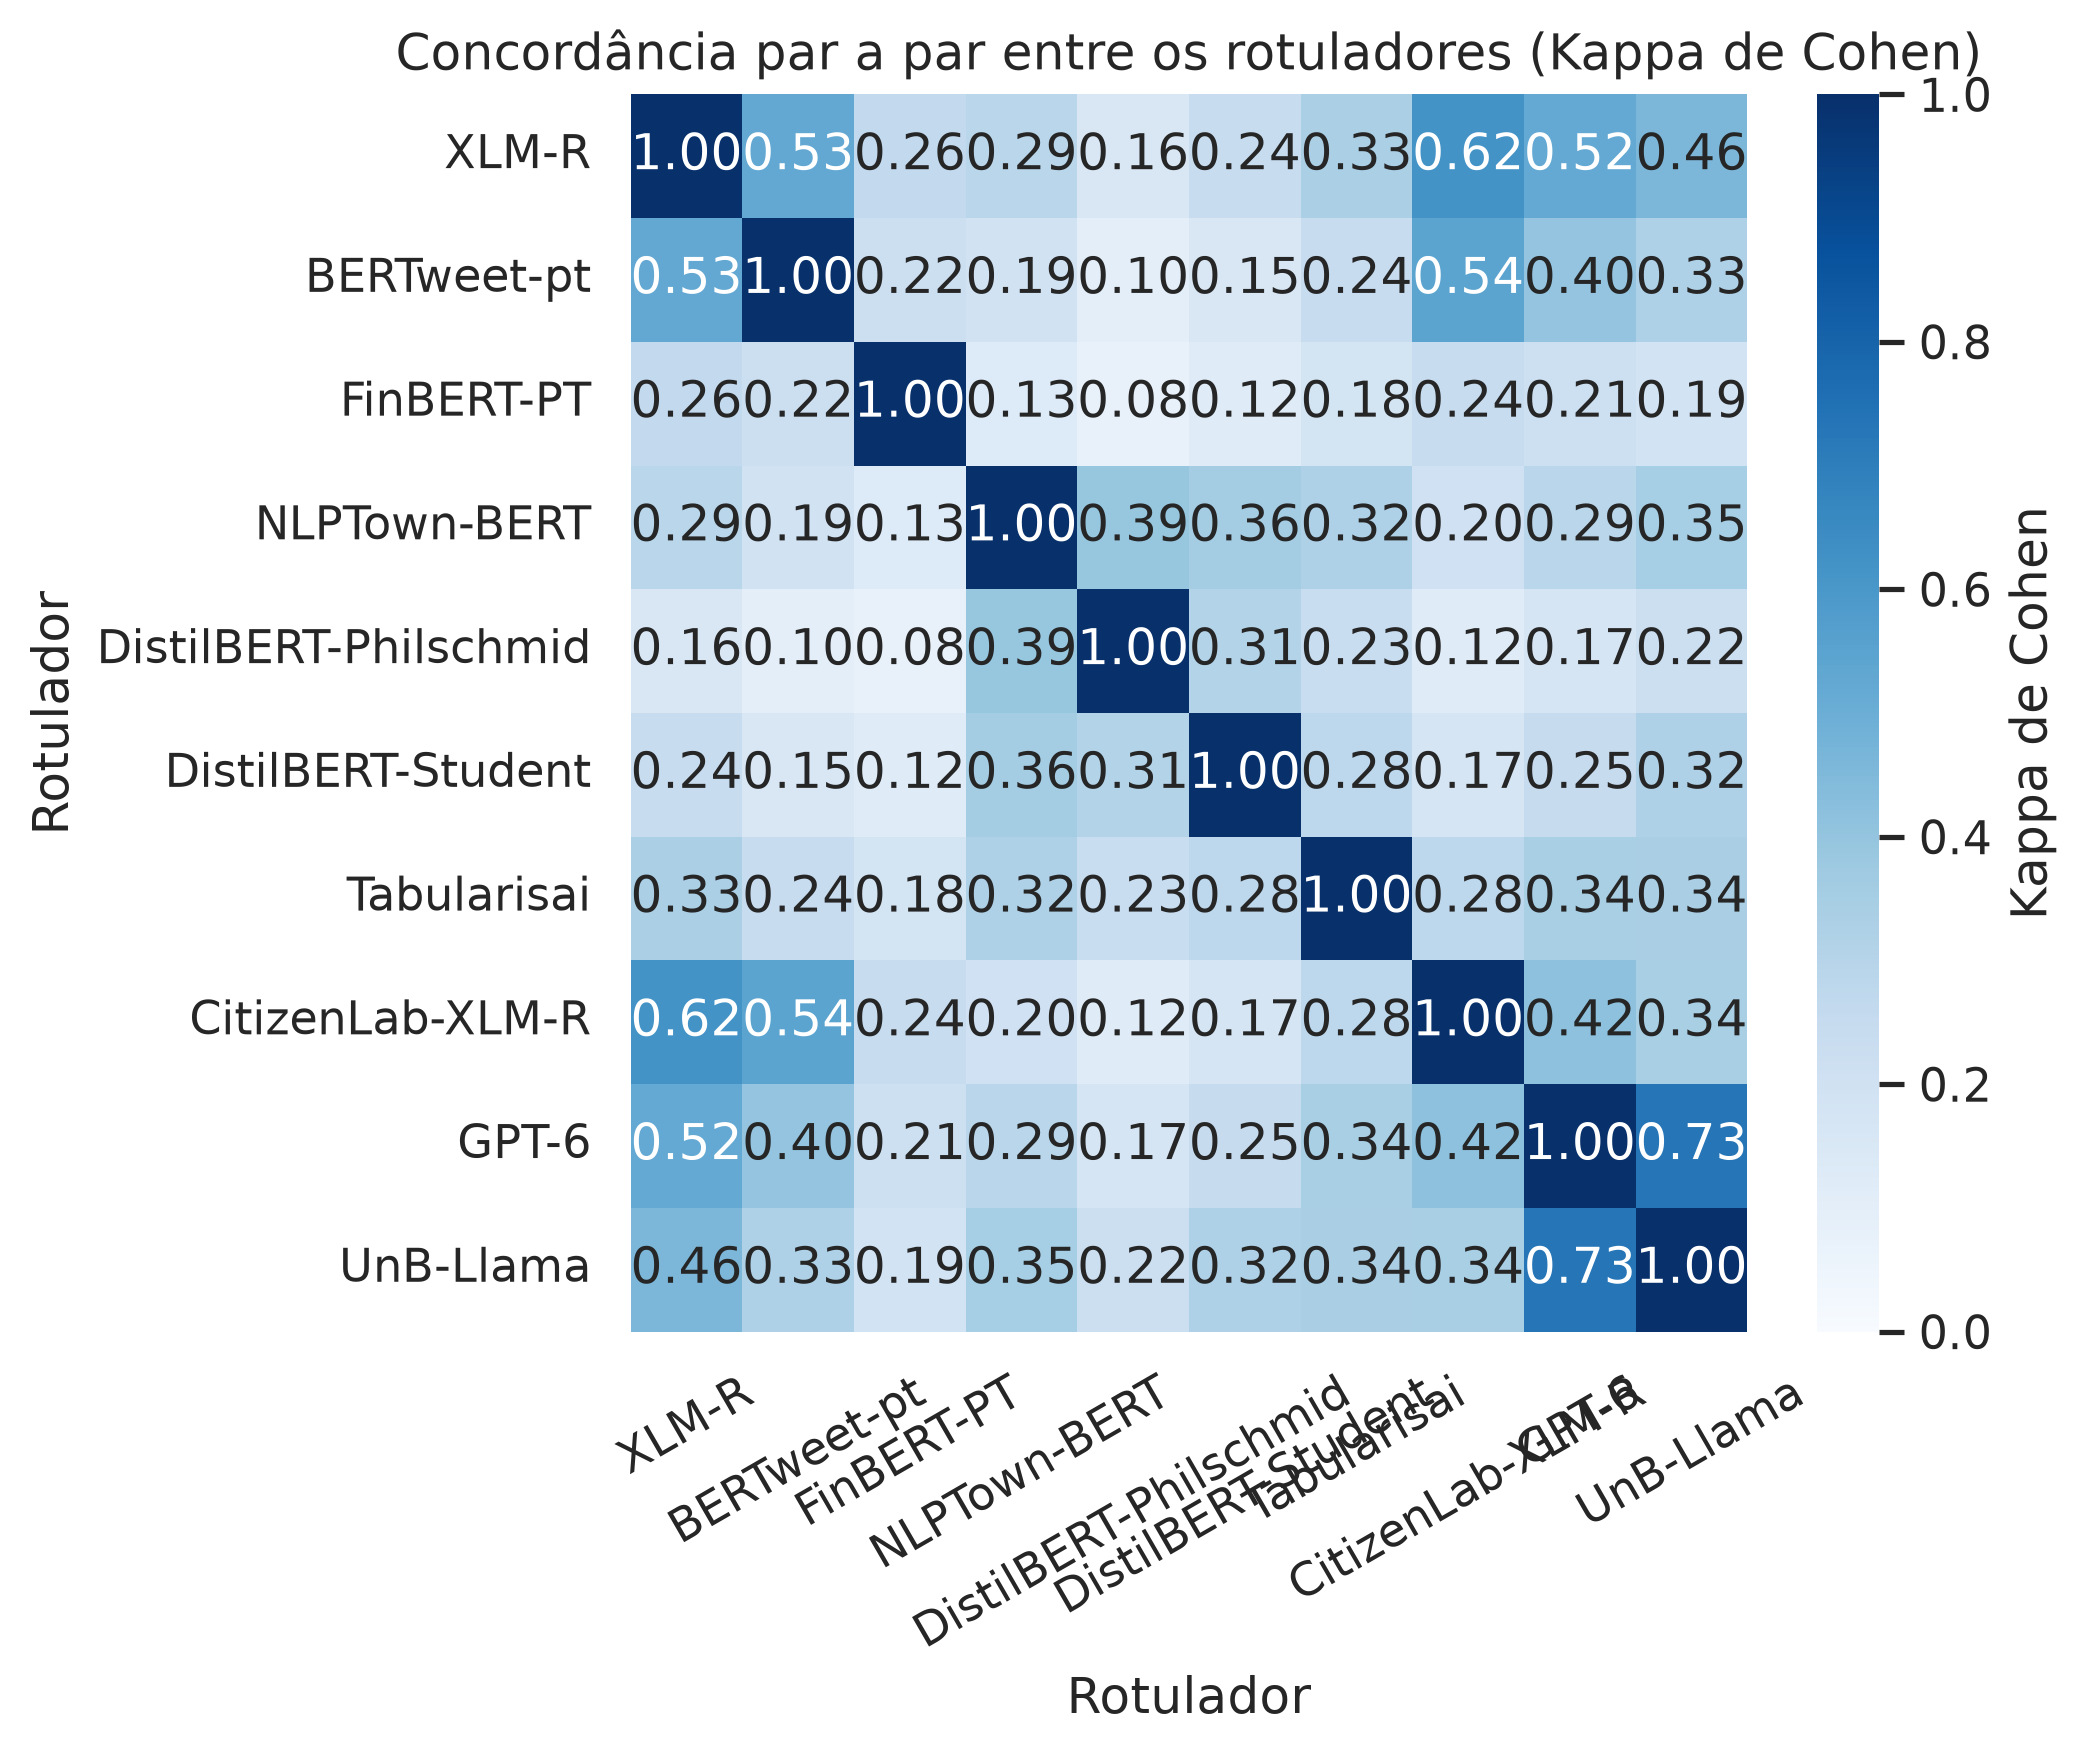 Concordância par a par entre os rotuladores (Kappa de Cohen)
XLM-R 1.00 0.53 0.26 0.29 0.16 0.24 0.33 0.62 0.52 0.46
BERTweet-pt 0.53 1.00 0.22 0.19 0.10 0.15 0.24 0.54 0.40 0.33
FinBERT-PT 0.26 0.22 1.00 0.13 0.08 0.12 0.18 0.24 0.21 0.19
NLPTown-BERT 0.29 0.19 0.13 1.00 0.39 0.36 0.32 0.20 0.29 0.35
DistilBERT-Philschmid 0.16 0.10 0.08 0.39 1.00 0.31 0.23 0.12 0.17 0.22
DistilBERT-Student 0.24 0.15 0.12 0.36 0.31 1.00 0.28 0.17 0.25 0.32
Tabularisai 0.33 0.24 0.18 0.32 0.23 0.28 1.00 0.28 0.34 0.34
CitizenLab-XLM-R 0.62 0.54 0.24 0.20 0.12 0.17 0.28 1.00 0.42 0.34
GPT-6 0.52 0.40 0.21 0.29 0.17 0.25 0.34 0.42 1.00 0.73
UnB-Llama 0.46 0.33 0.19 0.35 0.22 0.32 0.34 0.34 0.73 1.00
Rotulador
XLM-R
BERTweet-pt
FinBERT-PT
NLPTown-BERT
DistilBERT-Philschmid
DistilBERT-Student
Tabularisai
CitizenLab-XLM-R
GPT-6
UnB-Llama
Rotulador
1.0
0.8
0.6
0.4
0.2
0.0
Kappa de Cohen